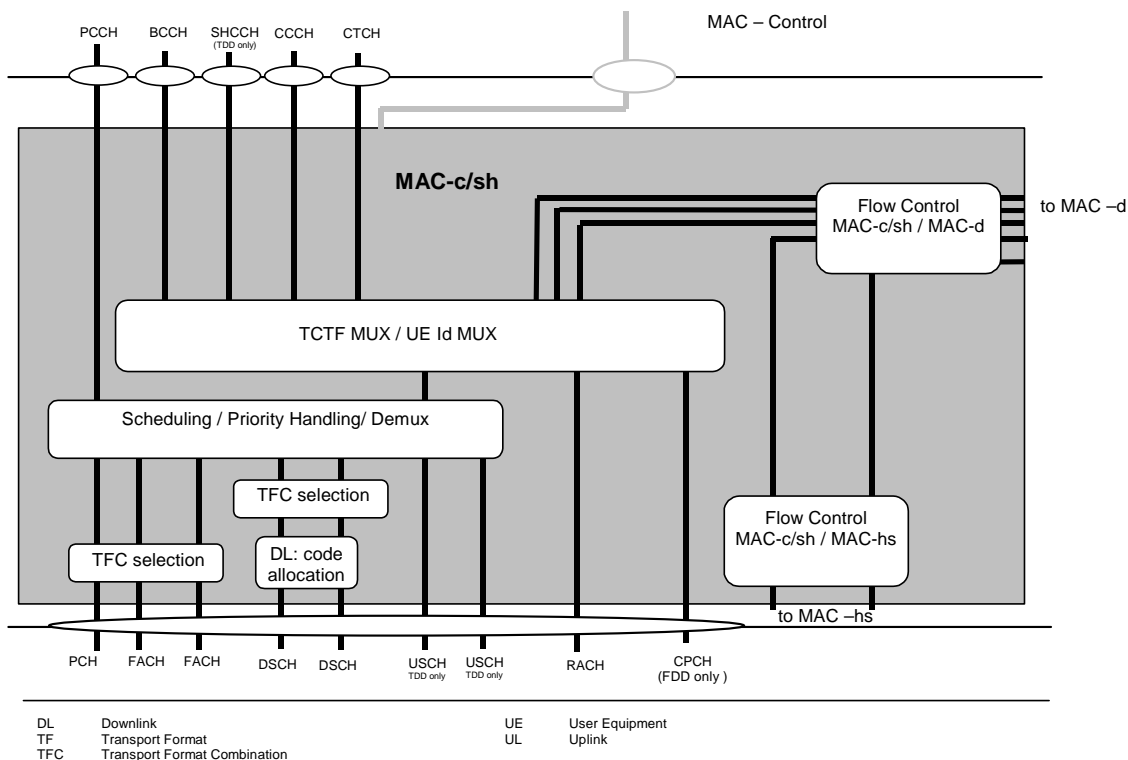 MAC – Control
PCCH BCCH SHCCH CCCH CTCH
(TDD only)
MAC-c/sh
Flow Control
MAC-c/sh / MAC-d
to MAC –d
TCTF MUX / UE Id MUX
Scheduling / Priority Handling/ Demux
TFC selection
Flow Control
MAC-c/sh / MAC-hs
TFC selection
DL: code
allocation
to MAC –hs
PCH FACH FACH DSCH DSCH USCH USCH RACH CPCH
TDD only TDD only (FDD only )
DL Downlink UE User Equipment
TF Transport Format UL Uplink
TFC Transport Format Combination